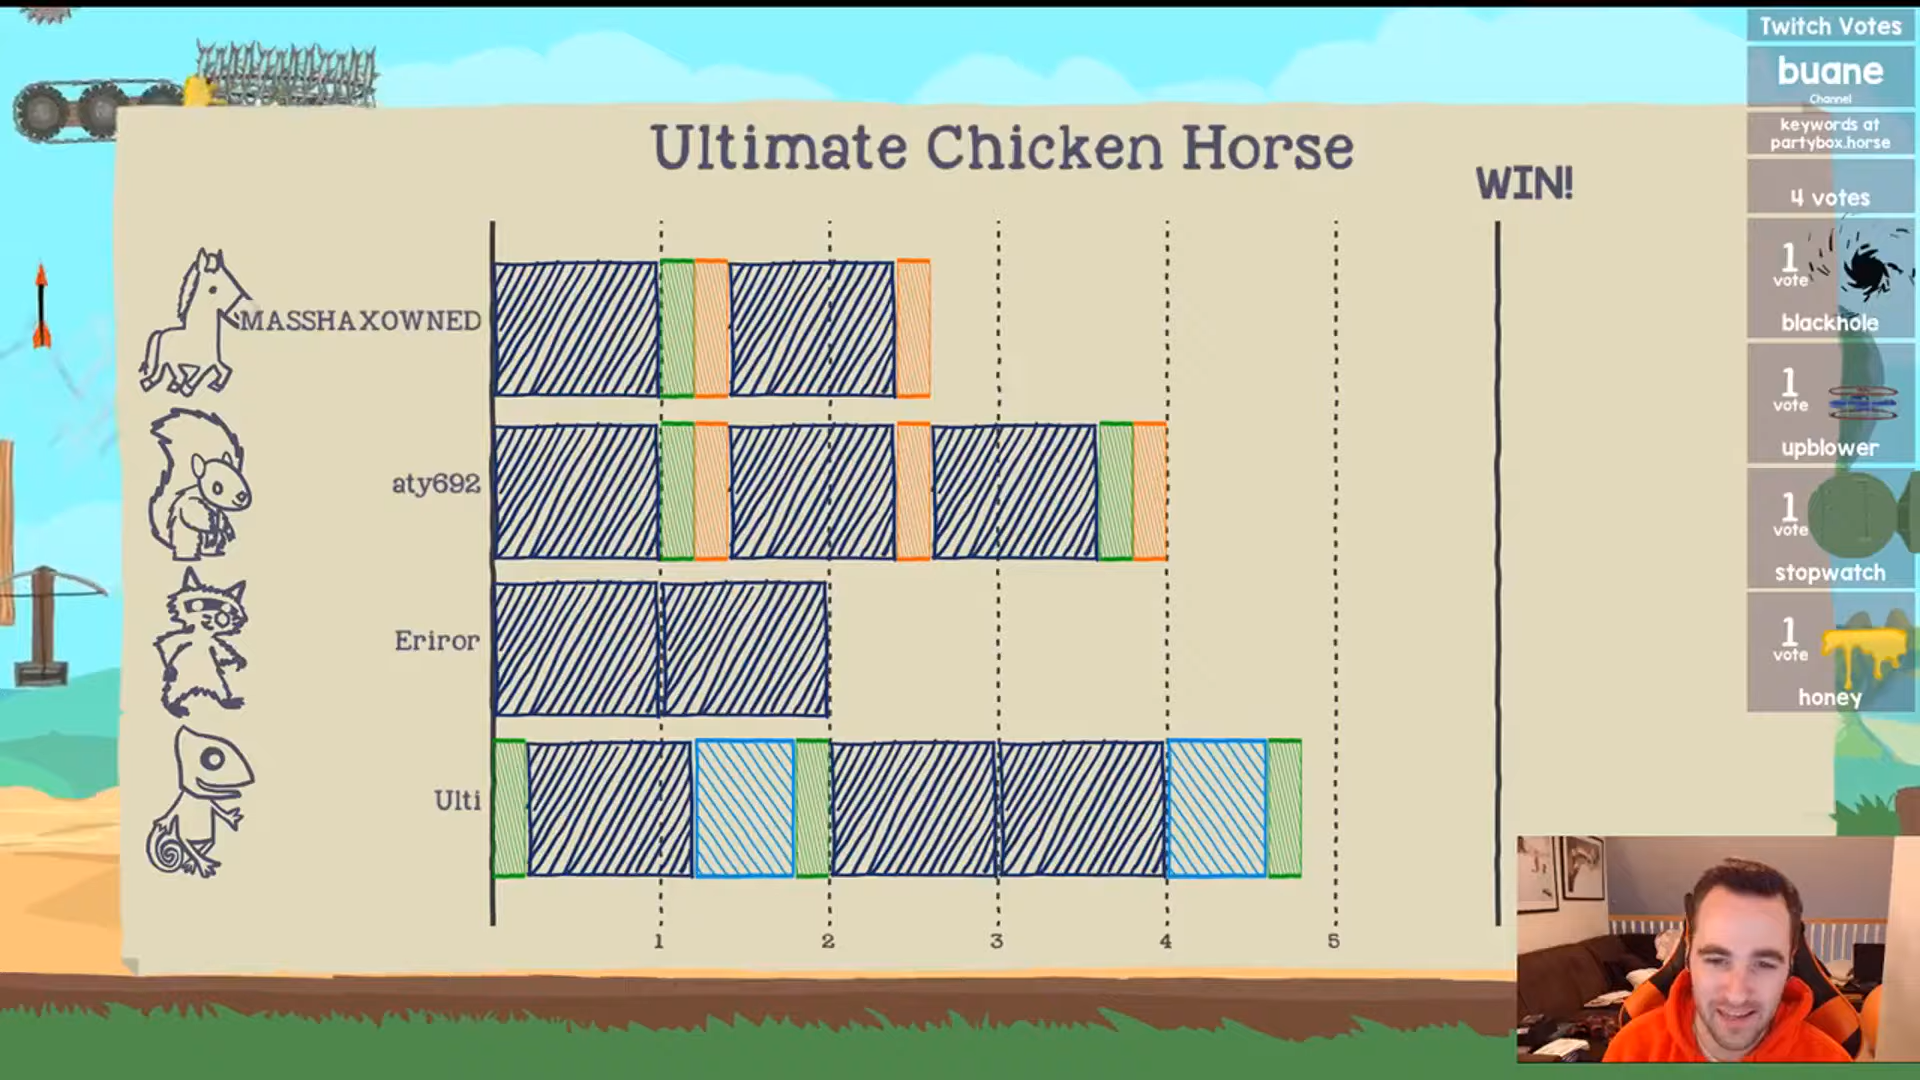 Ultimate Chicken Horse
WIN!
MASSHAXOWNED
aty692
Eriror
Ulti
1 2 3 4 5
Twitch Votes
buane
Channel
keywords at
partybox.horse
4 votes
1
vote
blackhole
1
vote
upblower
1
vote
stopwatch
1
vote
honey